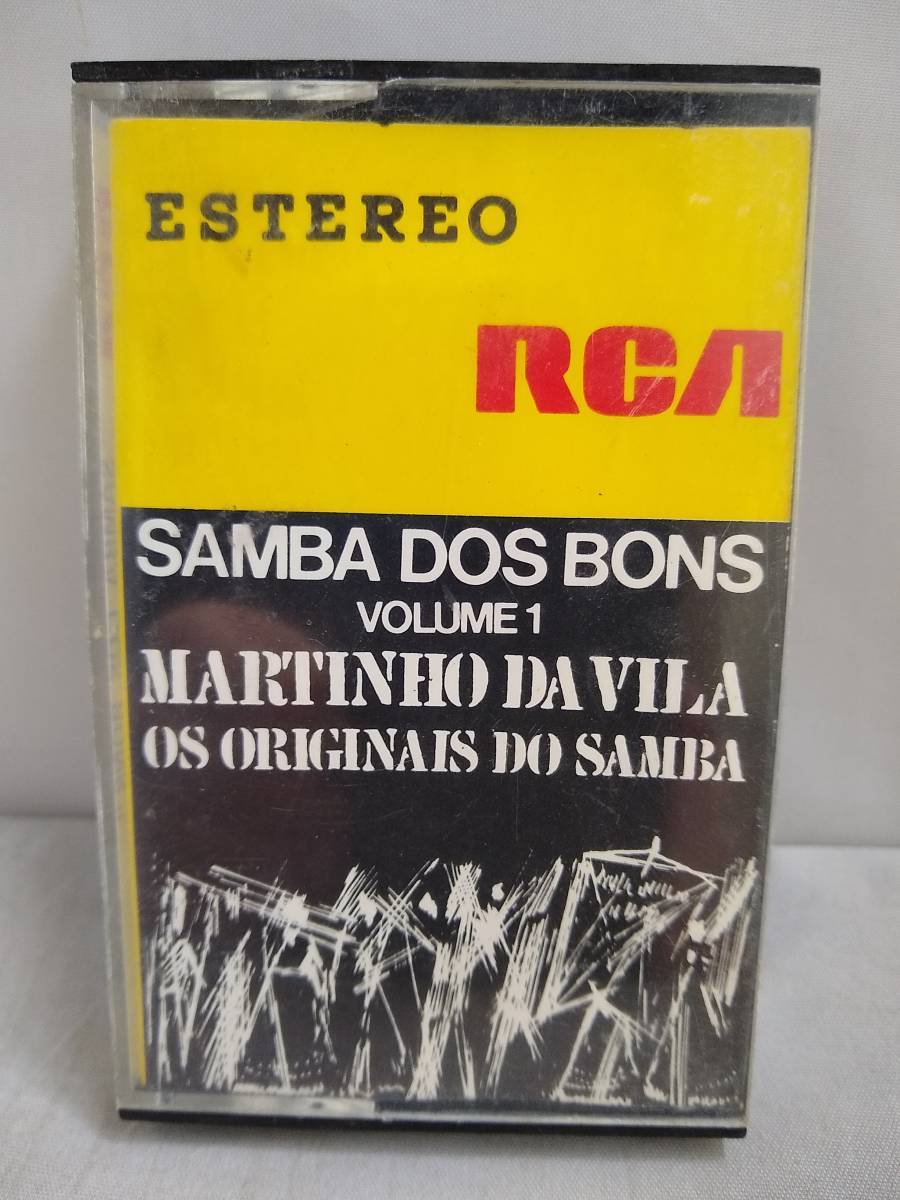 ESTEREO
RCA
SAMBA DOS BONS
VOLUME 1
MARTINHO DA VILA
OS ORIGINAIS DO SAMBA